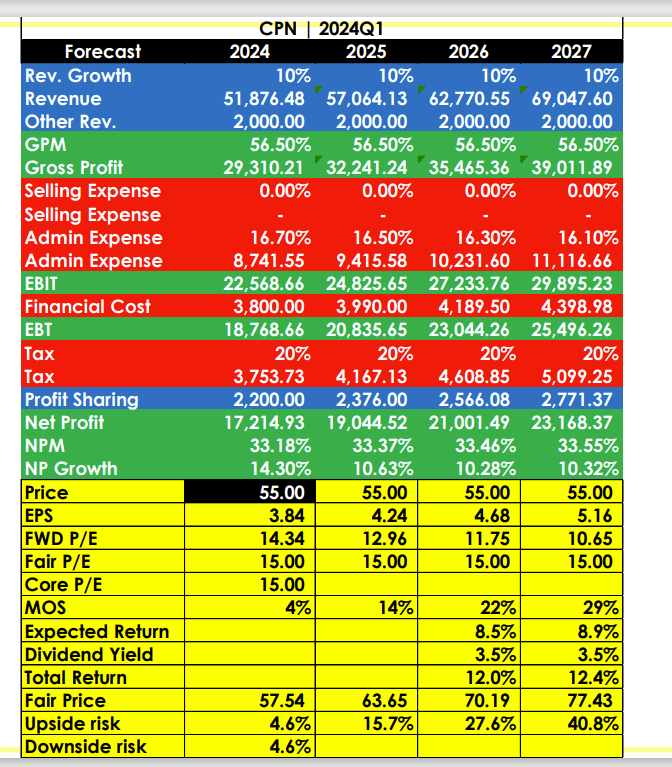 CPN | 2024Q1
Forecast 2024 2025 2026 2027
Rev. Growth 10% 10% 10% 10%
Revenue 51,876.48 57,064.13 62,770.55 69,047.60
Other Rev. 2,000.00 2,000.00 2,000.00 2,000.00
GPM 56.50% 56.50% 56.50% 56.50%
Gross Profit 29,310.21 32,241.24 35,465.36 39,011.89
Selling Expense 0.00% 0.00% 0.00% 0.00%
Selling Expense - - - -
Admin Expense 16.70% 16.50% 16.30% 16.10%
Admin Expense 8,741.55 9,415.58 10,231.60 11,116.66
EBIT 22,568.66 24,825.65 27,233.76 29,895.23
Financial Cost 3,800.00 3,990.00 4,189.50 4,398.98
EBT 18,768.66 20,835.65 23,044.26 25,496.26
Tax 20% 20% 20% 20%
Tax 3,753.73 4,167.13 4,608.85 5,099.25
Profit Sharing 2,200.00 2,376.00 2,566.08 2,771.37
Net Profit 17,214.93 19,044.52 21,001.49 23,168.37
NPM 33.18% 33.37% 33.46% 33.55%
NP Growth 14.30% 10.63% 10.28% 10.32%
Price 55.00 55.00 55.00 55.00
EPS 3.84 4.24 4.68 5.16
FWD P/E 14.34 12.96 11.75 10.65
Fair P/E 15.00 15.00 15.00 15.00
Core P/E 15.00
MOS 4% 14% 22% 29%
Expected Return 8.5% 8.9%
Dividend Yield 3.5% 3.5%
Total Return 12.0% 12.4%
Fair Price 57.54 63.65 70.19 77.43
Upside risk 4.6% 15.7% 27.6% 40.8%
Downside risk 4.6%